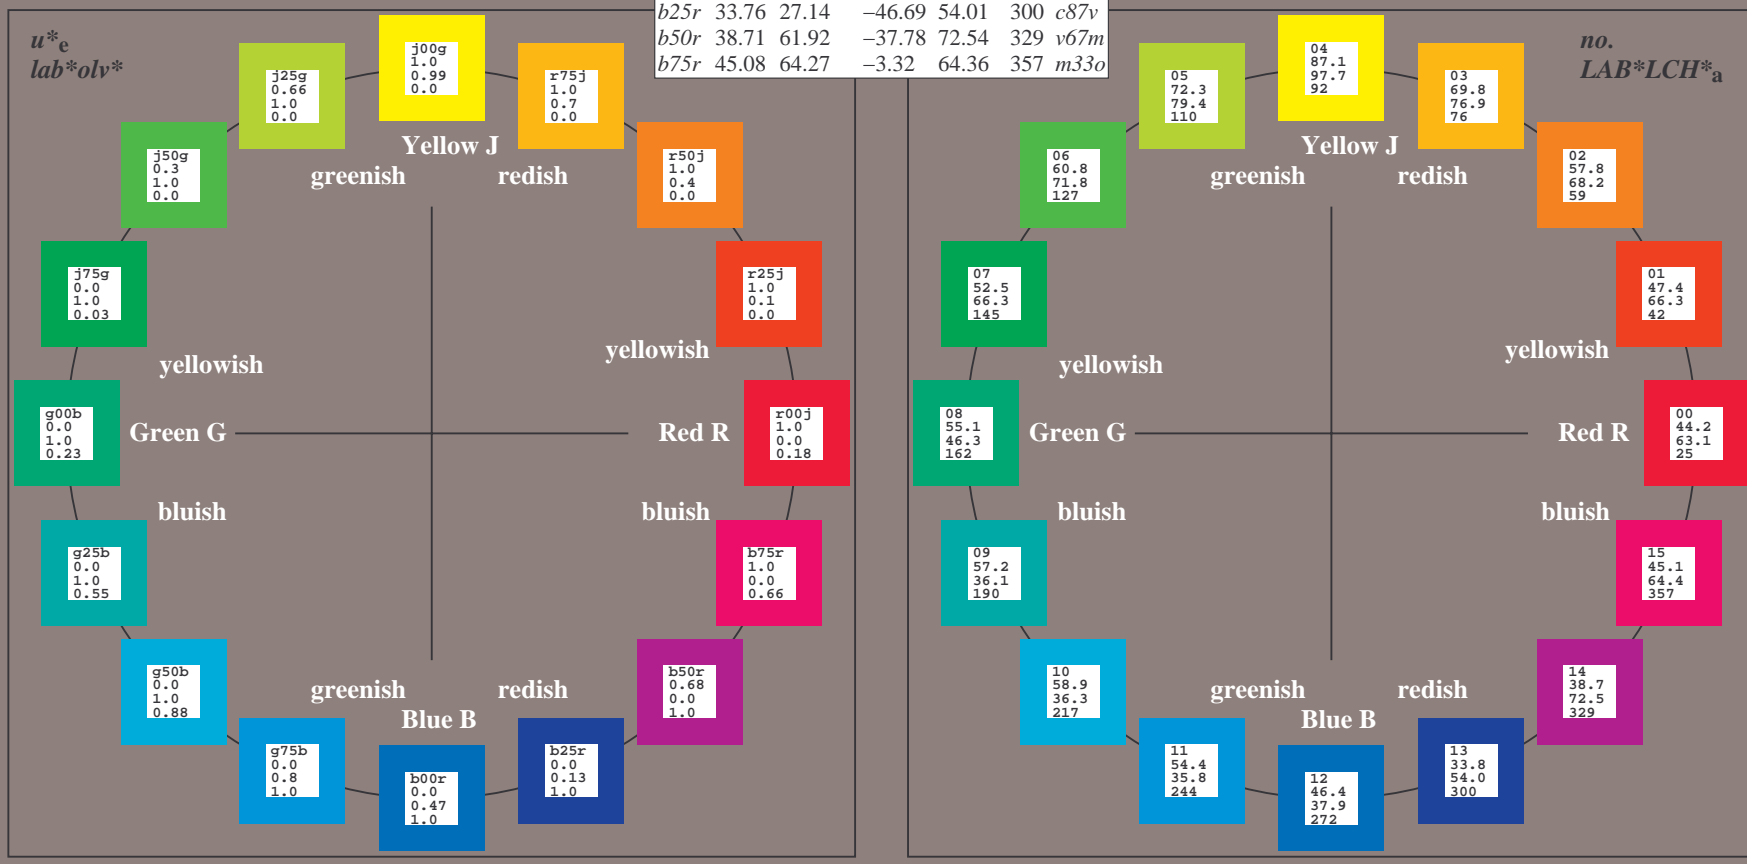 b25r 33.76 27.14 −46.69 54.01 300 c87v
b50r 38.71 61.92 −37.78 72.54 329 v67m
b75r 45.08 64.27 −3.32 64.36 357 m33o
u*e
lab*olv*
j00g
1.0
0.99
0.0
j25g
0.66
1.0
0.0
r75j
1.0
0.7
0.0
j50g
0.3
1.0
0.0
r50j
1.0
0.4
0.0
Yellow J
greenish redish
j75g
0.0
1.0
0.03
r25j
1.0
0.1
0.0
yellowish
yellowish
g00b
0.0
1.0
0.23
Green G
Red R
r00j
1.0
0.0
0.18
bluish
bluish
g25b
0.0
1.0
0.55
b75r
1.0
0.0
0.66
g50b
0.0
1.0
0.88
b50r
0.68
0.0
1.0
greenish redish
Blue B
g75b
0.0
0.8
1.0
b00r
0.0
0.47
1.0
b25r
0.0
0.13
1.0
no.
LAB*LCH*a
04
87.1
97.7
92
05
72.3
79.4
110
03
69.8
76.9
76
06
60.8
71.8
127
02
57.8
68.2
59
Yellow J
greenish redish
07
52.5
66.3
145
01
47.4
66.3
42
yellowish
yellowish
08
55.1
46.3
162
Green G
Red R
00
44.2
63.1
25
bluish
bluish
09
57.2
36.1
190
15
45.1
64.4
357
10
58.9
36.3
217
14
38.7
72.5
329
greenish redish
Blue B
11
54.4
35.8
244
12
46.4
37.9
272
13
33.8
54.0
300